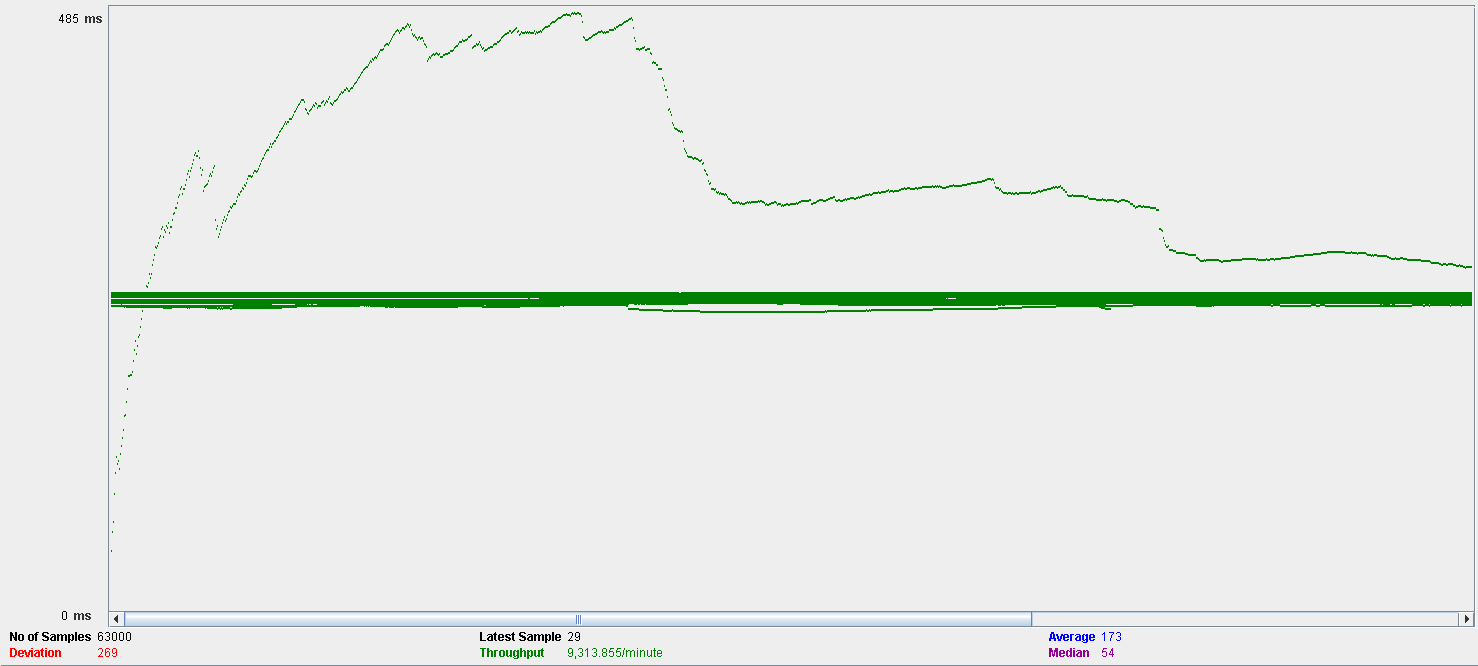 485 ms
0 ms
No of Samples 63000 Latest Sample 29 Average 173
Deviation 269 Throughput 9,313.855/minute Median 54